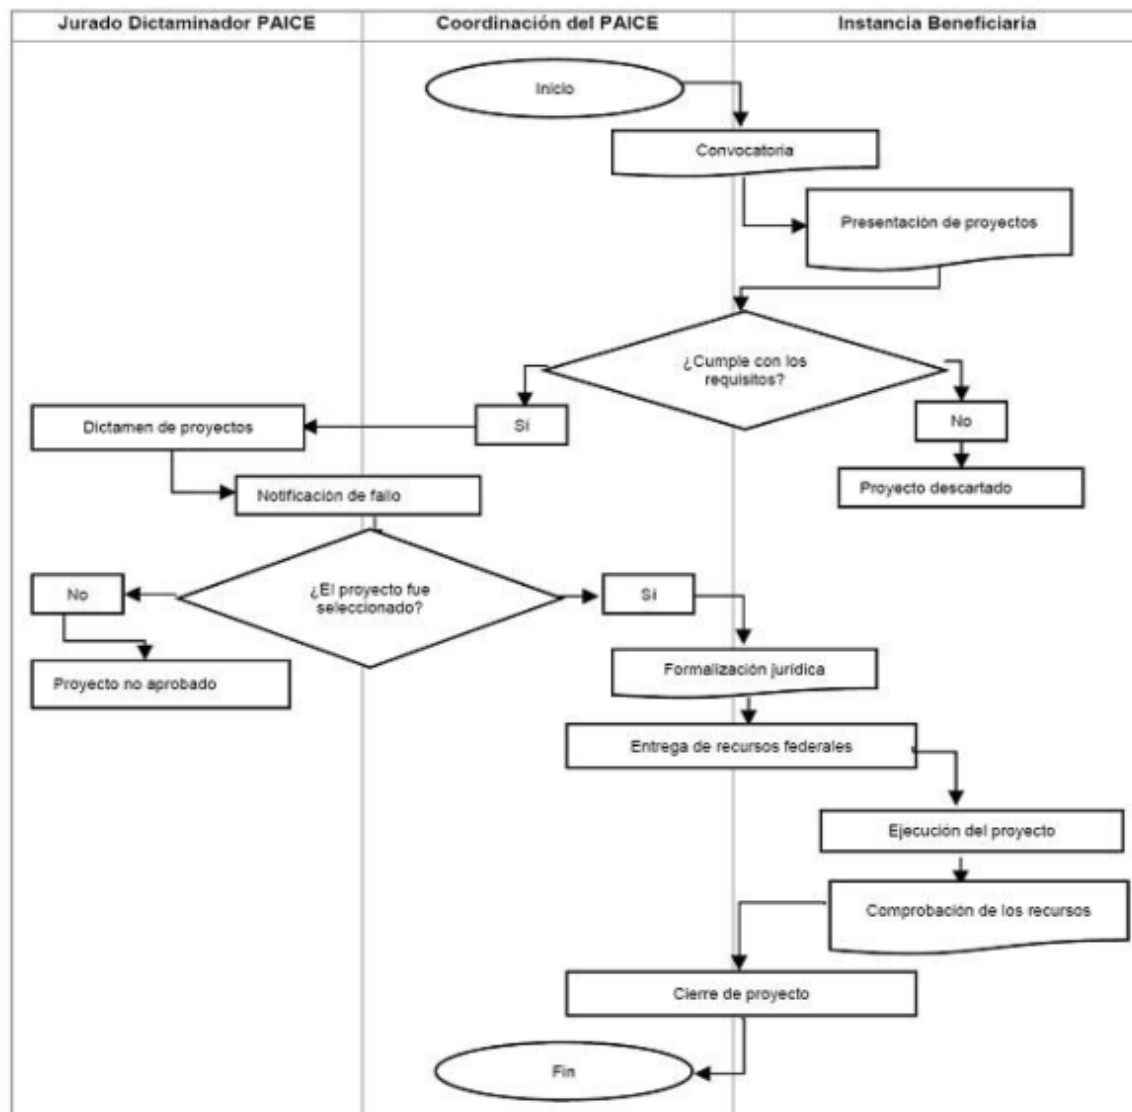 Jurado Dictaminador PAICE
Coordinación del PAICE
Instancia Beneficiaria
Inicio
Convocatoria
Presentación de proyectos
¿Cumple con los
requisitos?
Sí
No
Dictamen de proyectos
Proyecto descartado
Notificación de fallo
¿El proyecto fue
seleccionado?
No
Sí
Proyecto no aprobado
Formalización jurídica
Entrega de recursos federales
Ejecución del proyecto
Comprobación de los recursos
Cierre de proyecto
Fin